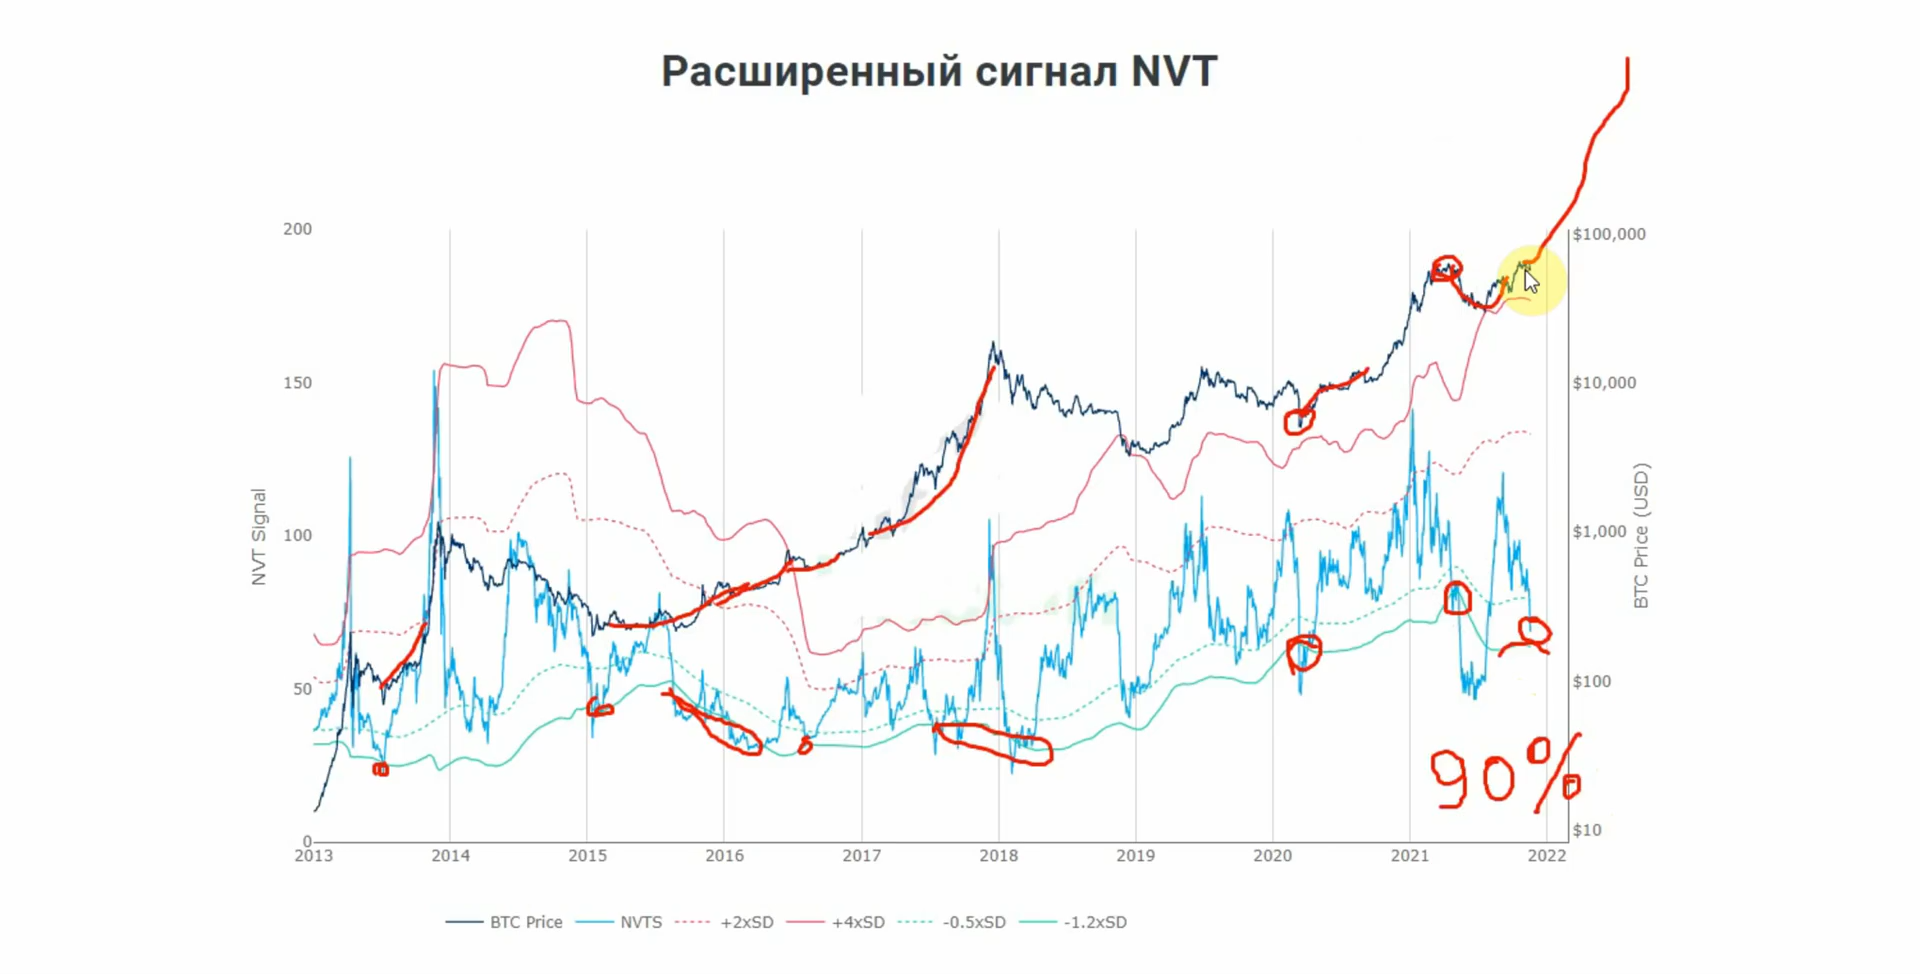 Расширенный сигнал NVT
200
150
100
50
0
NVT Signal
$100,000
$10,000
$1,000
$100
$10
BTC Price (USD)
90%
2013 2014 2015 2016 2017 2018 2019 2020 2021 2022
BTC Price NVTS +2xSD +4xSD -0.5xSD -1.2xSD